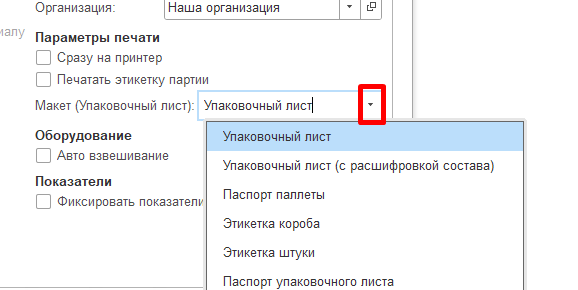 иалу
Организация: Наша организация
Параметры печати
Сразу на принтер
Печатать этикетку партии
Макет (Упаковочный лист): Упаковочный лист
Оборудование
Авто взвешивание
Показатели
Фиксировать показатели
Упаковочный лист
Упаковочный лист (с расшифровкой состава)
Паспорт паллеты
Этикетка короба
Этикетка штуки
Паспорт упаковочного листа